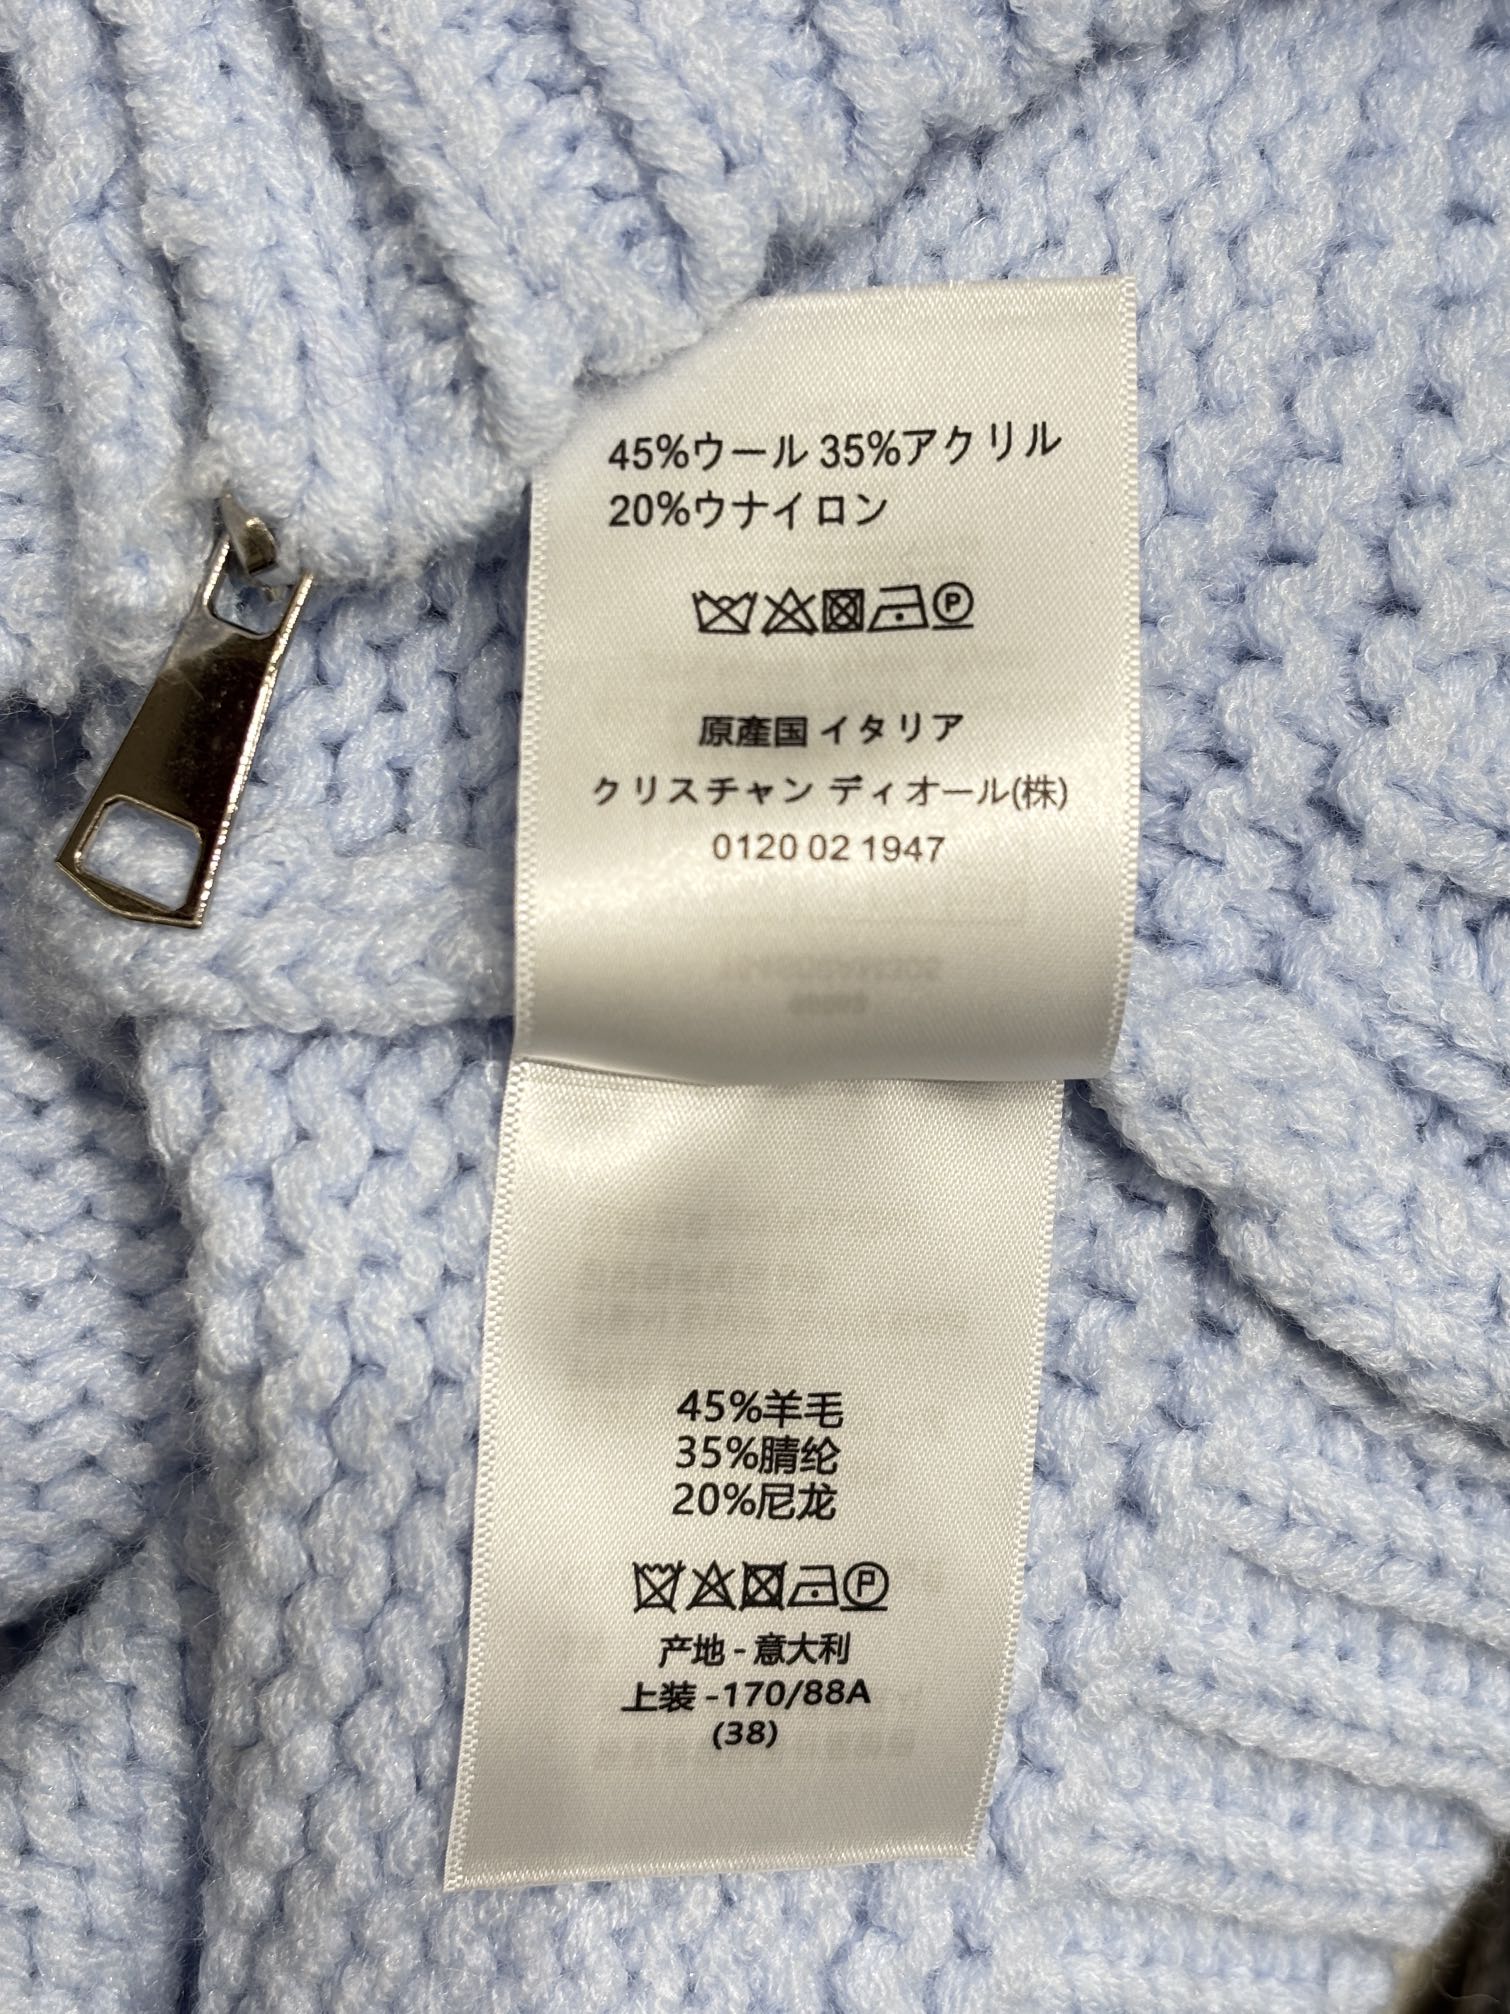 45%ウール 35%アクリル
20%ウナイロン
P
原産国 イタリア
クリスチャン ディオール(株)
0120 02 1947
45%羊毛
35%腈纶
20%尼龙
P
产地 - 意大利
上装 -170/88A
(38)